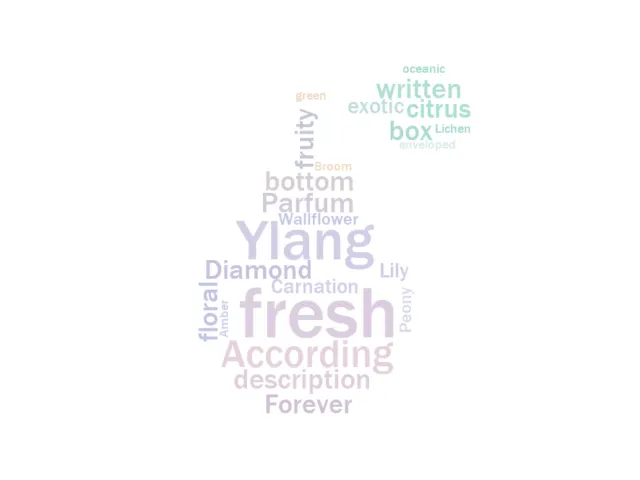 oceanic
written
exotic citrus
box Lichen
enveloped
green
fruity
Broom
bottom
Parfum
Wallflower
Ylang
Diamond
Lily
Carnation
floral
Amber
fresh
Peony
According
description
Forever